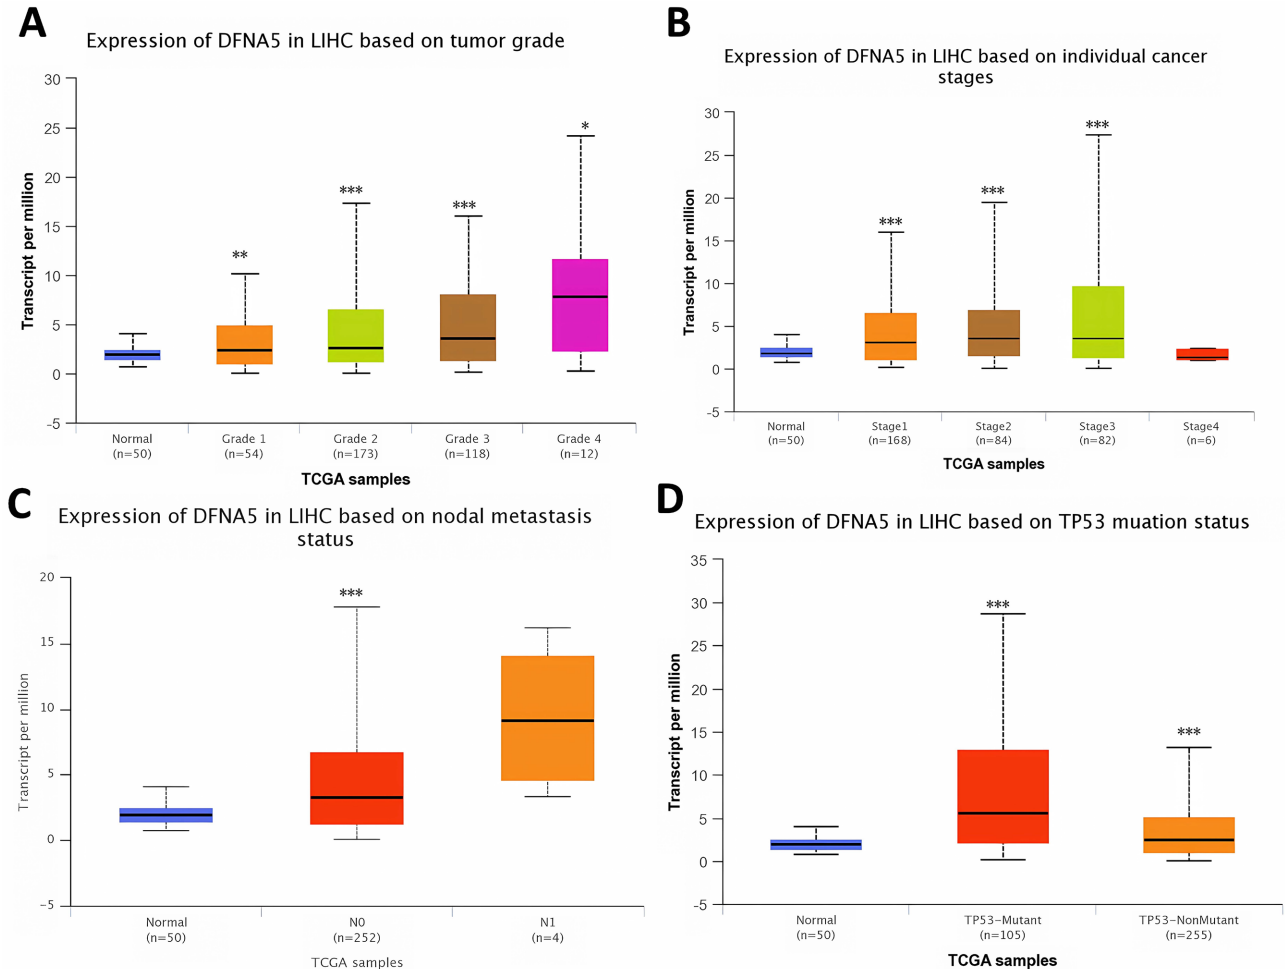 A
Expression of DFNA5 in LIHC based on tumor grade
30
25
20
15
10
5
0
-5
Transcript per million
**
***
***
*
Normal
(n=50)
Grade 1
(n=54)
Grade 2
(n=173)
Grade 3
(n=118)
Grade 4
(n=12)
TCGA samples
B
Expression of DFNA5 in LIHC based on individual cancer
stages
30
25
20
15
10
5
0
-5
Transcript per million
***
***
***
Normal
(n=50)
Stage1
(n=168)
Stage2
(n=84)
Stage3
(n=82)
Stage4
(n=6)
TCGA samples
C
Expression of DFNA5 in LIHC based on nodal metastasis
status
20
15
10
5
0
-5
Transcript per million
***
Normal
(n=50)
N0
(n=252)
N1
(n=4)
TCGA samples
D
Expression of DFNA5 in LIHC based on TP53 muation status
35
30
25
20
15
10
5
0
-5
Transcript per million
***
***
Normal
(n=50)
TP53-Mutant
(n=105)
TP53-NonMutant
(n=255)
TCGA samples